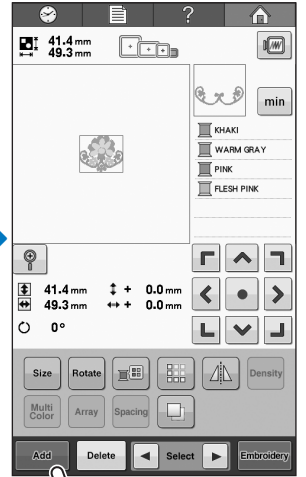 ?
41.4 mm
49.3 mm
min
KHAKI
WARM GRAY
PINK
FLESH PINK
41.4 mm + 0.0 mm
49.3 mm + 0.0 mm
0°
Size Rotate Density
Multi Color Array Spacing
Add Delete Select Embroidery